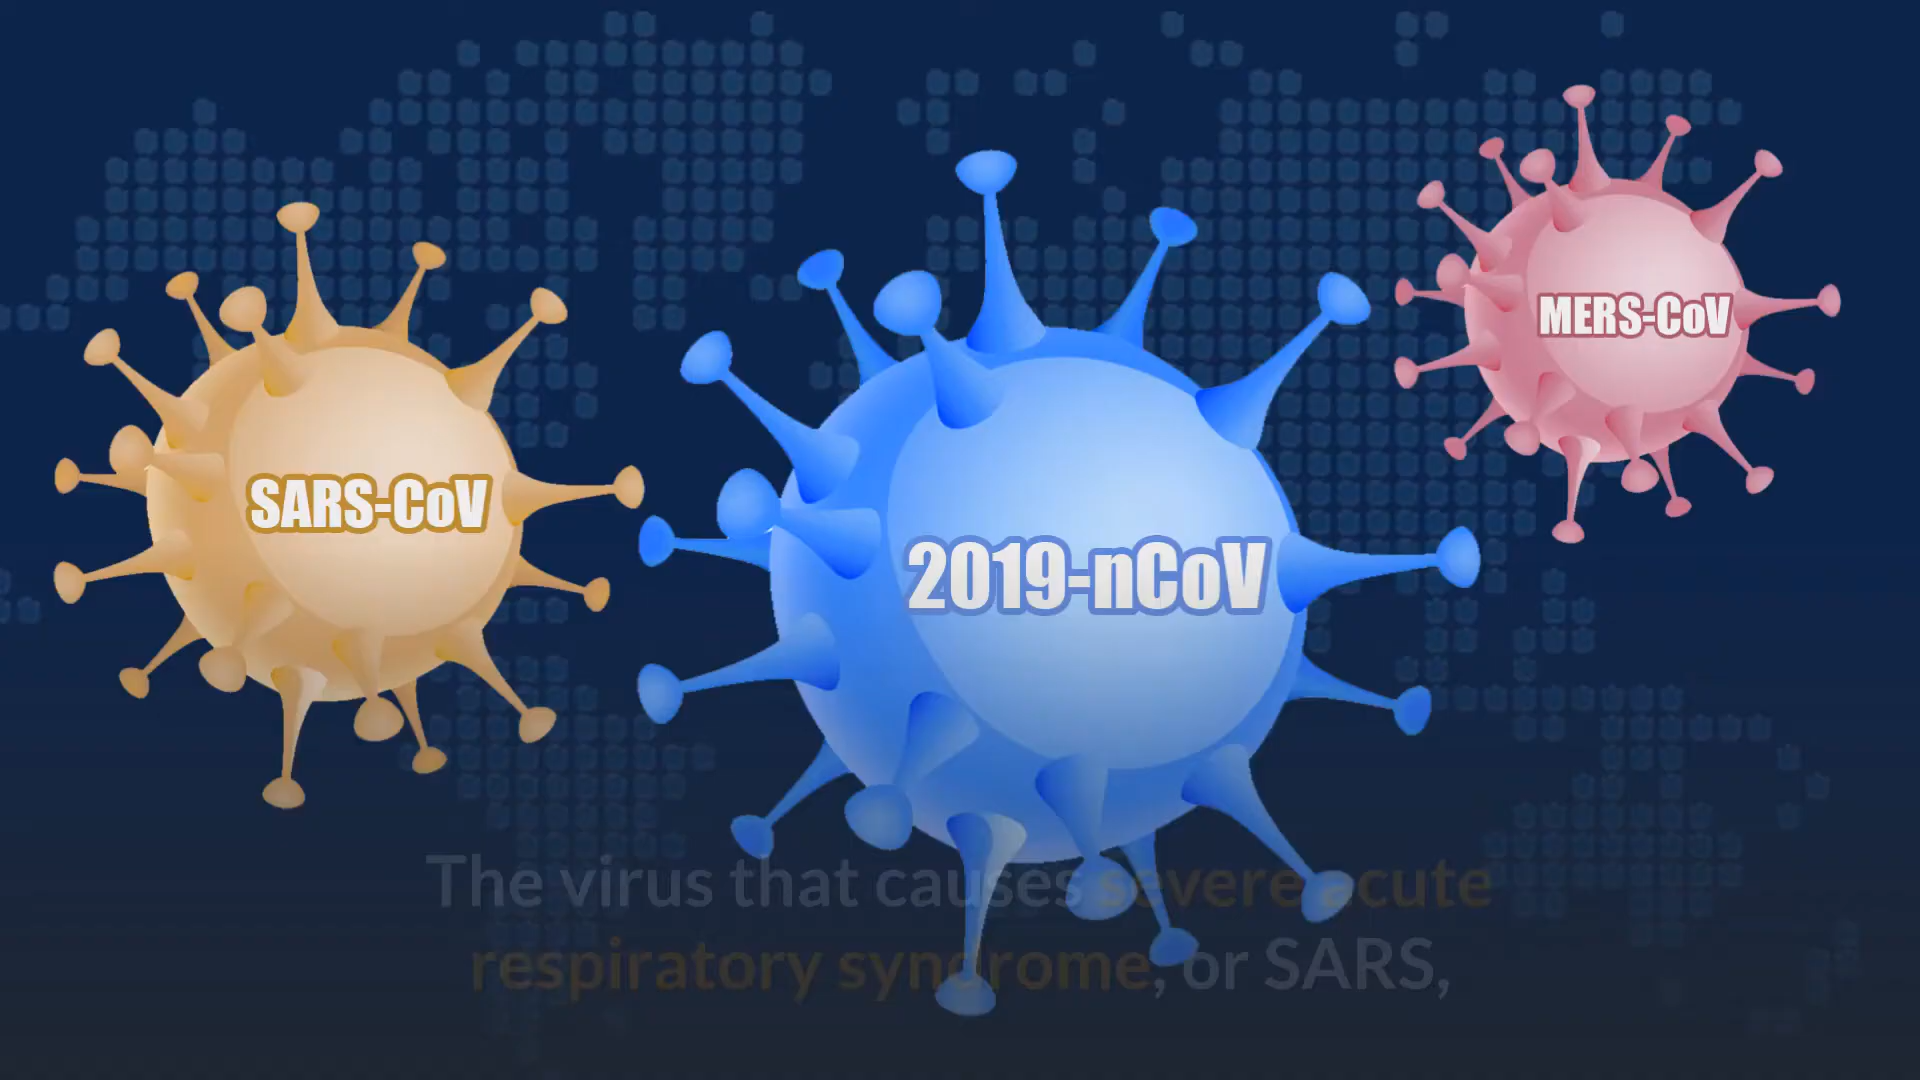 MERS-CoV
SARS-CoV
2019-nCoV
The virus that causes severe acute
respiratory syndrome, or SARS,